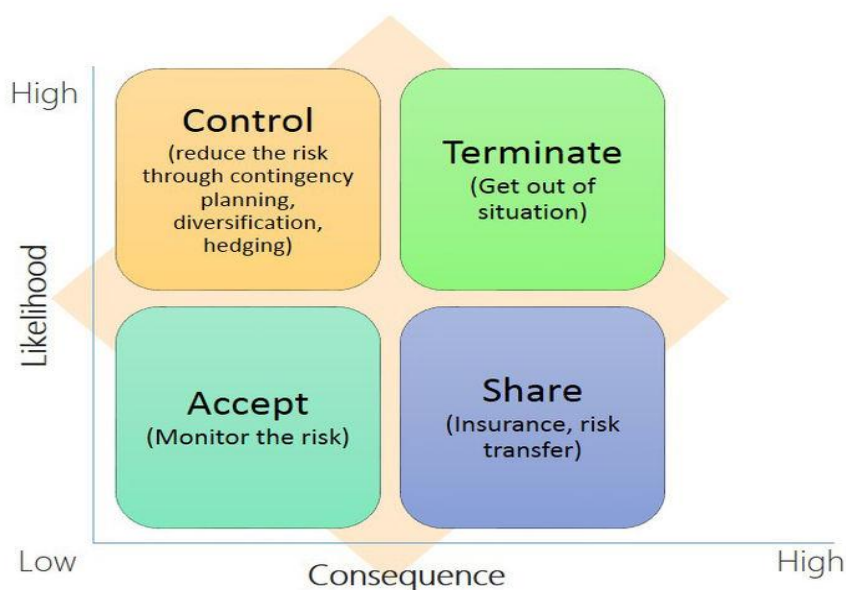 High
Control
(reduce the risk
through contingency
planning,
diversification,
hedging)
Terminate
(Get out of
situation)
Likelihood
Accept
(Monitor the risk)
Share
(Insurance, risk
transfer)
Low
Consequence
High